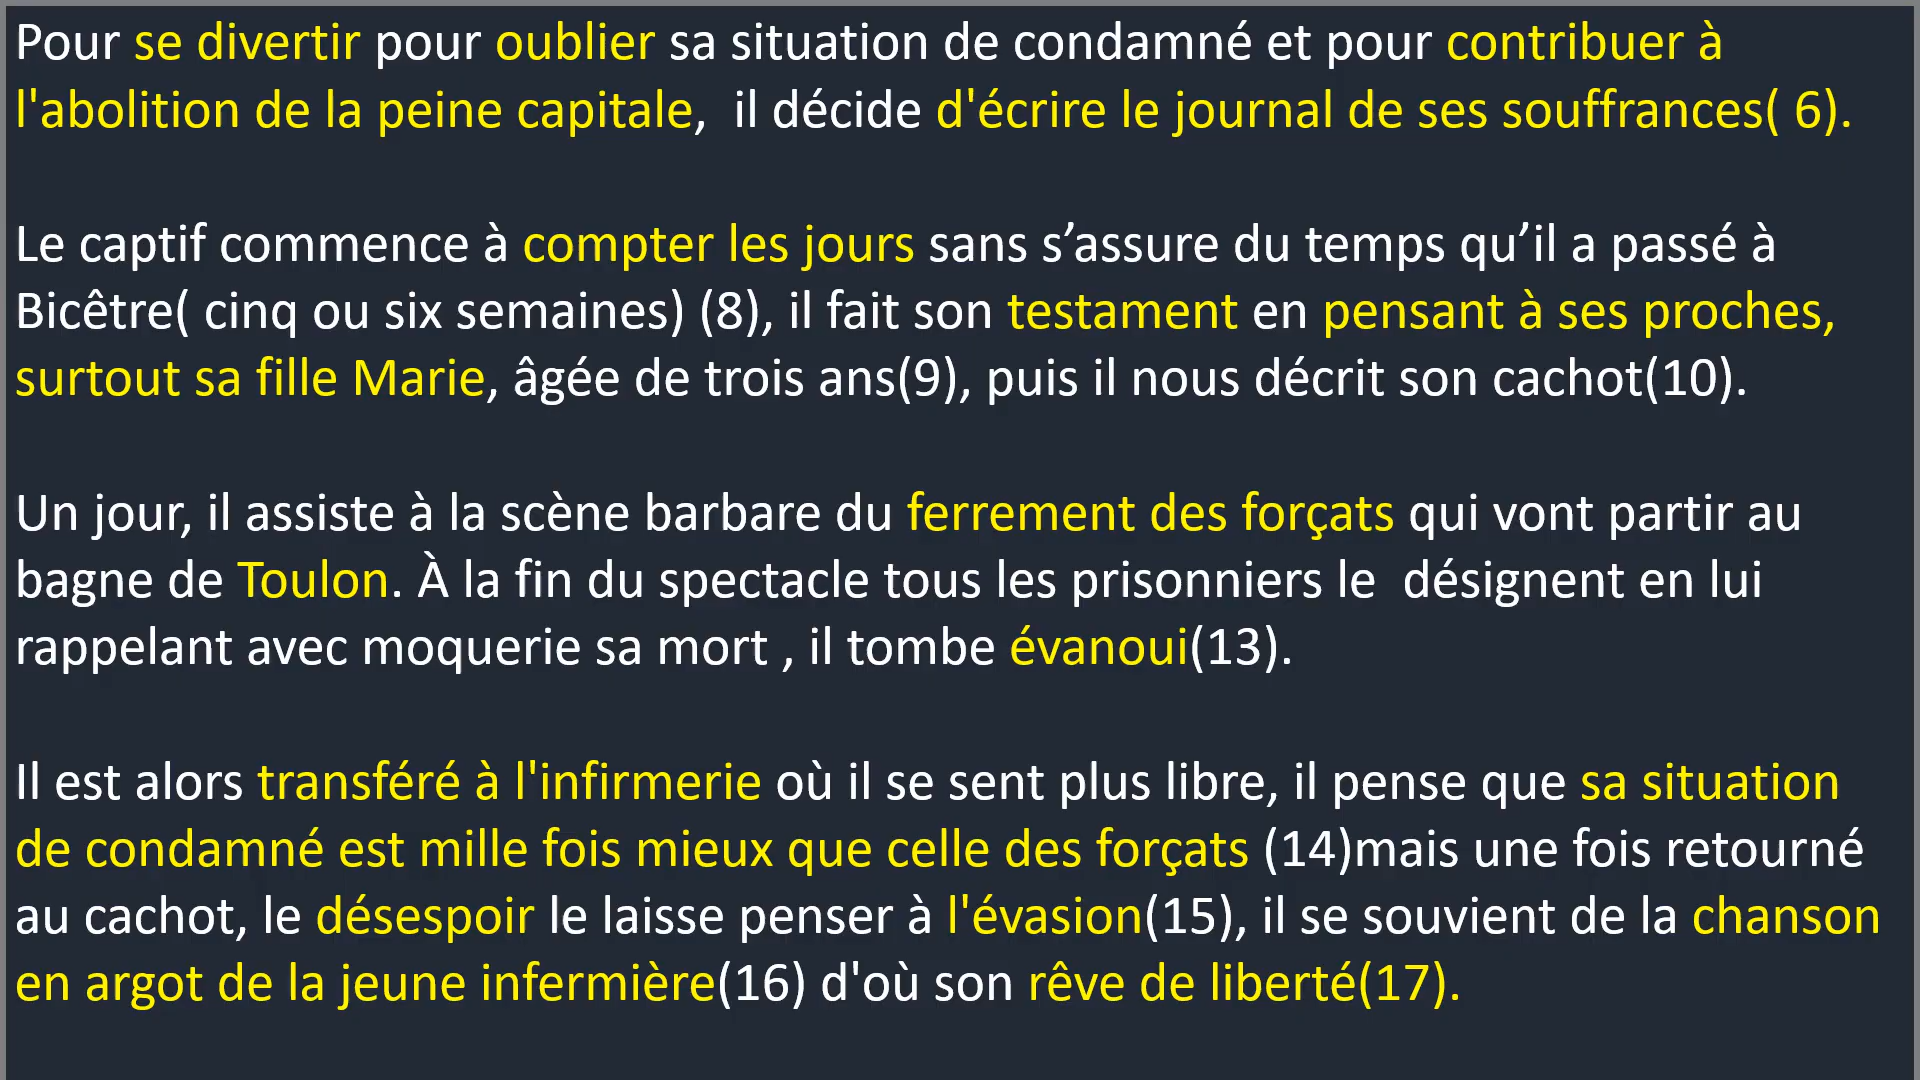 Pour se divertir pour oublier sa situation de condamné et pour contribuer à
l'abolition de la peine capitale,  il décide d'écrire le journal de ses souffrances( 6).
Le captif commence à compter les jours sans s’assure du temps qu’il a passé à
Bicêtre( cinq ou six semaines) (8), il fait son testament en pensant à ses proches,
surtout sa fille Marie, âgée de trois ans(9), puis il nous décrit son cachot(10).
Un jour, il assiste à la scène barbare du ferrement des forçats qui vont partir au
bagne de Toulon. À la fin du spectacle tous les prisonniers le  désignent en lui
rappelant avec moquerie sa mort , il tombe évanoui(13).
Il est alors transféré à l'infirmerie où il se sent plus libre, il pense que sa situation
de condamné est mille fois mieux que celle des forçats (14)mais une fois retourné
au cachot, le désespoir le laisse penser à l'évasion(15), il se souvient de la chanson
en argot de la jeune infermière(16) d'où son rêve de liberté(17).